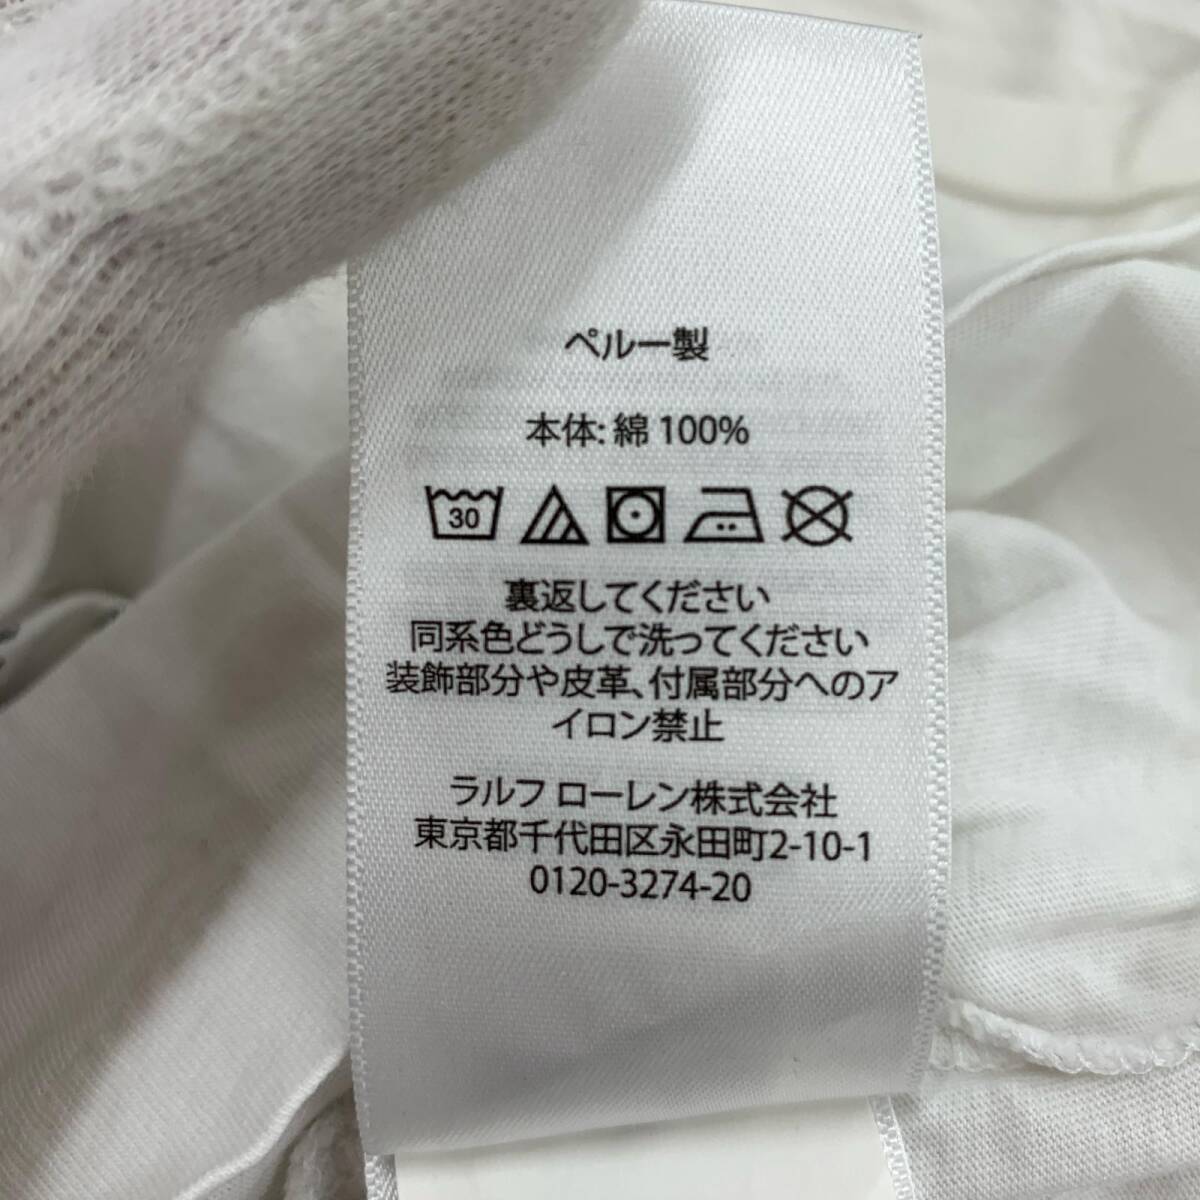 ペルー製
本体: 綿 100%
30
裏返してください
同系色どうしで洗ってください
装飾部分や皮革、付属部分へのア
イロン禁止
ラルフ ローレン株式会社
東京都千代田区永田町2-10-1
0120-3274-20